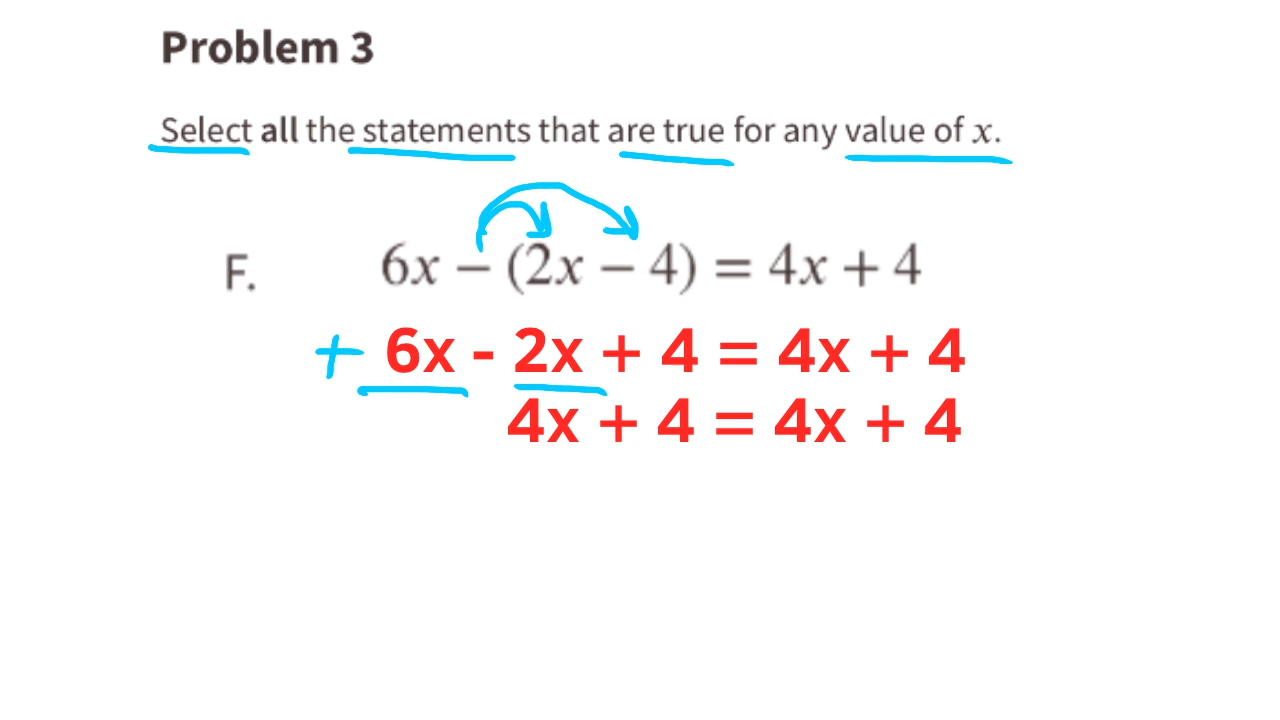 Problem 3
Select all the statements that are true for any value of x.
F. 6x − (2x − 4) = 4x + 4
+ 6x - 2x + 4 = 4x + 4
4x + 4 = 4x + 4